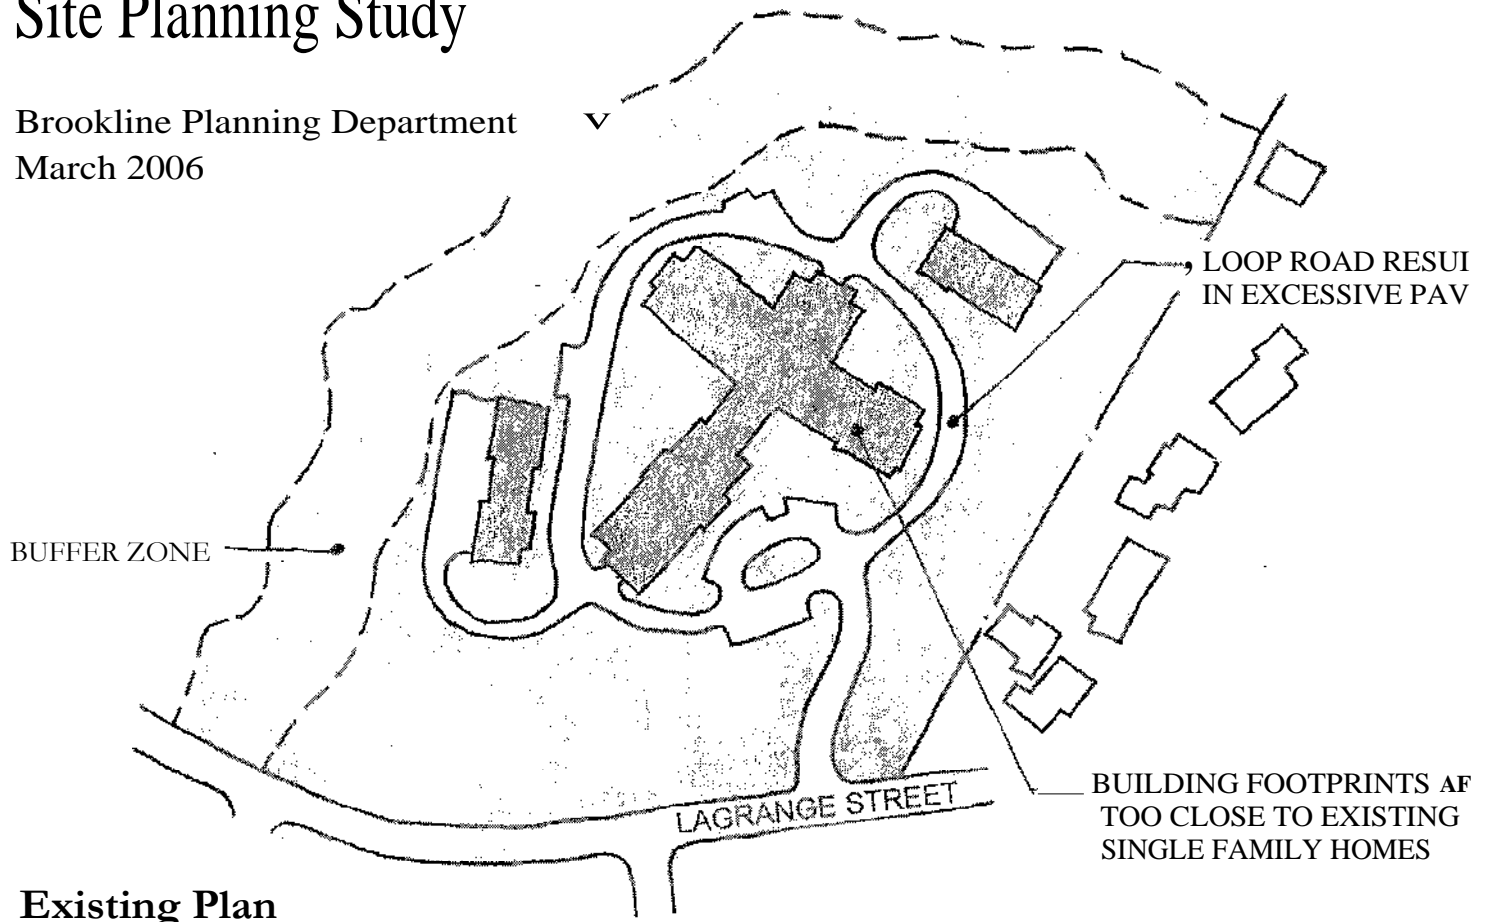 Site Planning Study
Brookline Planning Department
V
March 2006
LOOP ROAD RESUI
IN EXCESSIVE PAV
BUFFER ZONE
BUILDING FOOTPRINTS AF
TOO CLOSE TO EXISTING
SINGLE FAMILY HOMES
LAGRANGE STREET
Existing Plan